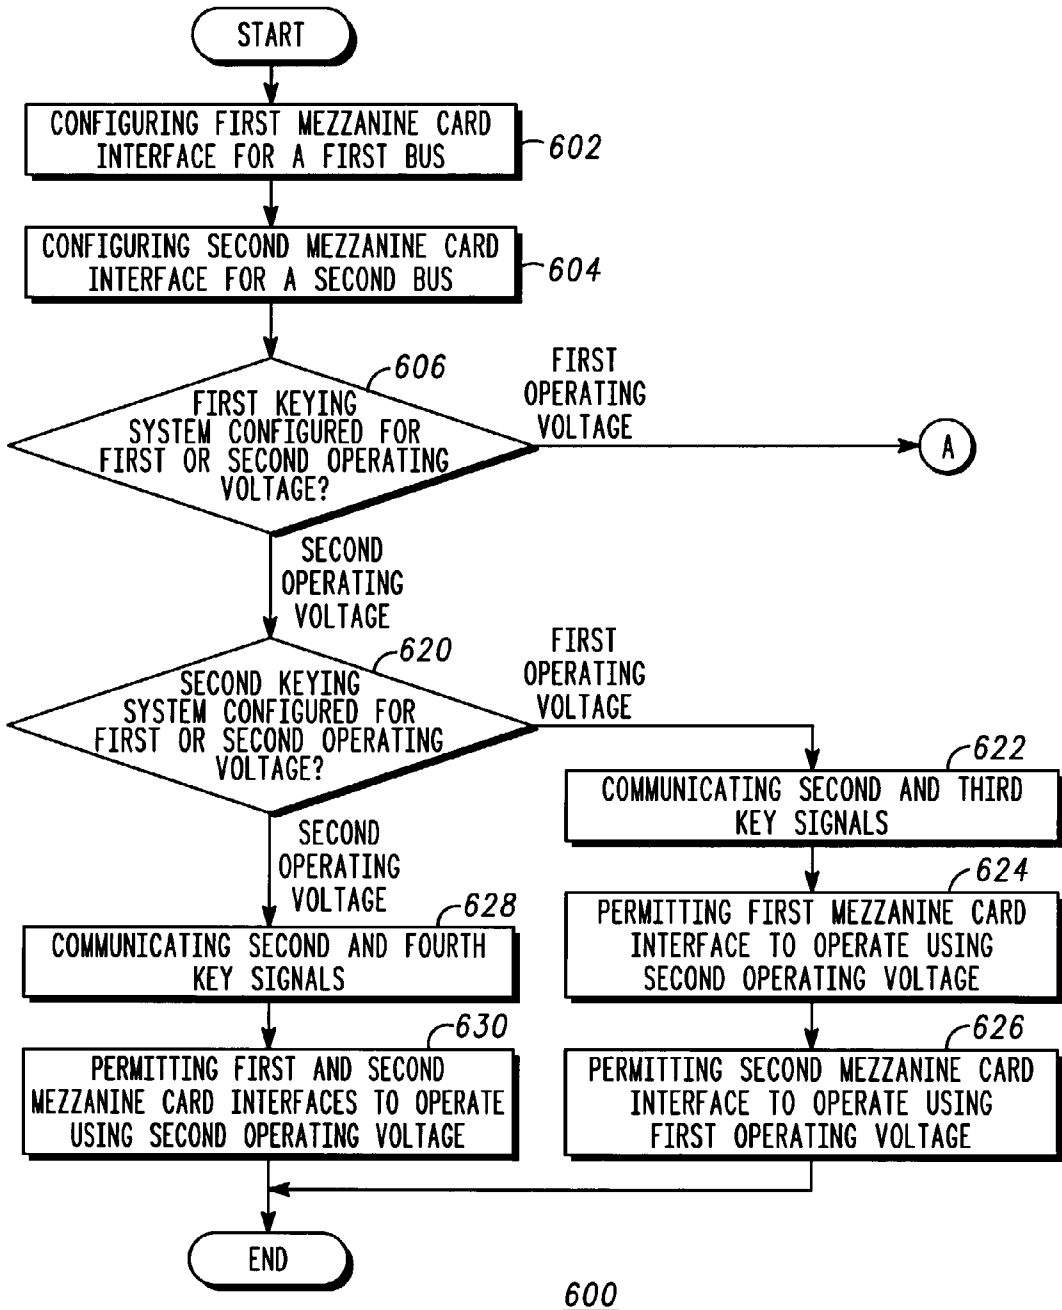 START
CONFIGURING FIRST MEZZANINE CARD
INTERFACE FOR A FIRST BUS
602
CONFIGURING SECOND MEZZANINE CARD
INTERFACE FOR A SECOND BUS
604
606
FIRST KEYING
SYSTEM CONFIGURED FOR
FIRST OR SECOND OPERATING
VOLTAGE?
FIRST
OPERATING
VOLTAGE
A
SECOND
OPERATING
VOLTAGE
620
SECOND KEYING
SYSTEM CONFIGURED FOR
FIRST OR SECOND OPERATING
VOLTAGE?
FIRST
OPERATING
VOLTAGE
622
COMMUNICATING SECOND AND THIRD
KEY SIGNALS
624
PERMITTING FIRST MEZZANINE CARD
INTERFACE TO OPERATE USING
SECOND OPERATING VOLTAGE
626
PERMITTING SECOND MEZZANINE CARD
INTERFACE TO OPERATE USING
FIRST OPERATING VOLTAGE
SECOND
OPERATING
VOLTAGE
628
COMMUNICATING SECOND AND FOURTH
KEY SIGNALS
630
PERMITTING FIRST AND SECOND
MEZZANINE CARD INTERFACES TO OPERATE
USING SECOND OPERATING VOLTAGE
END
600